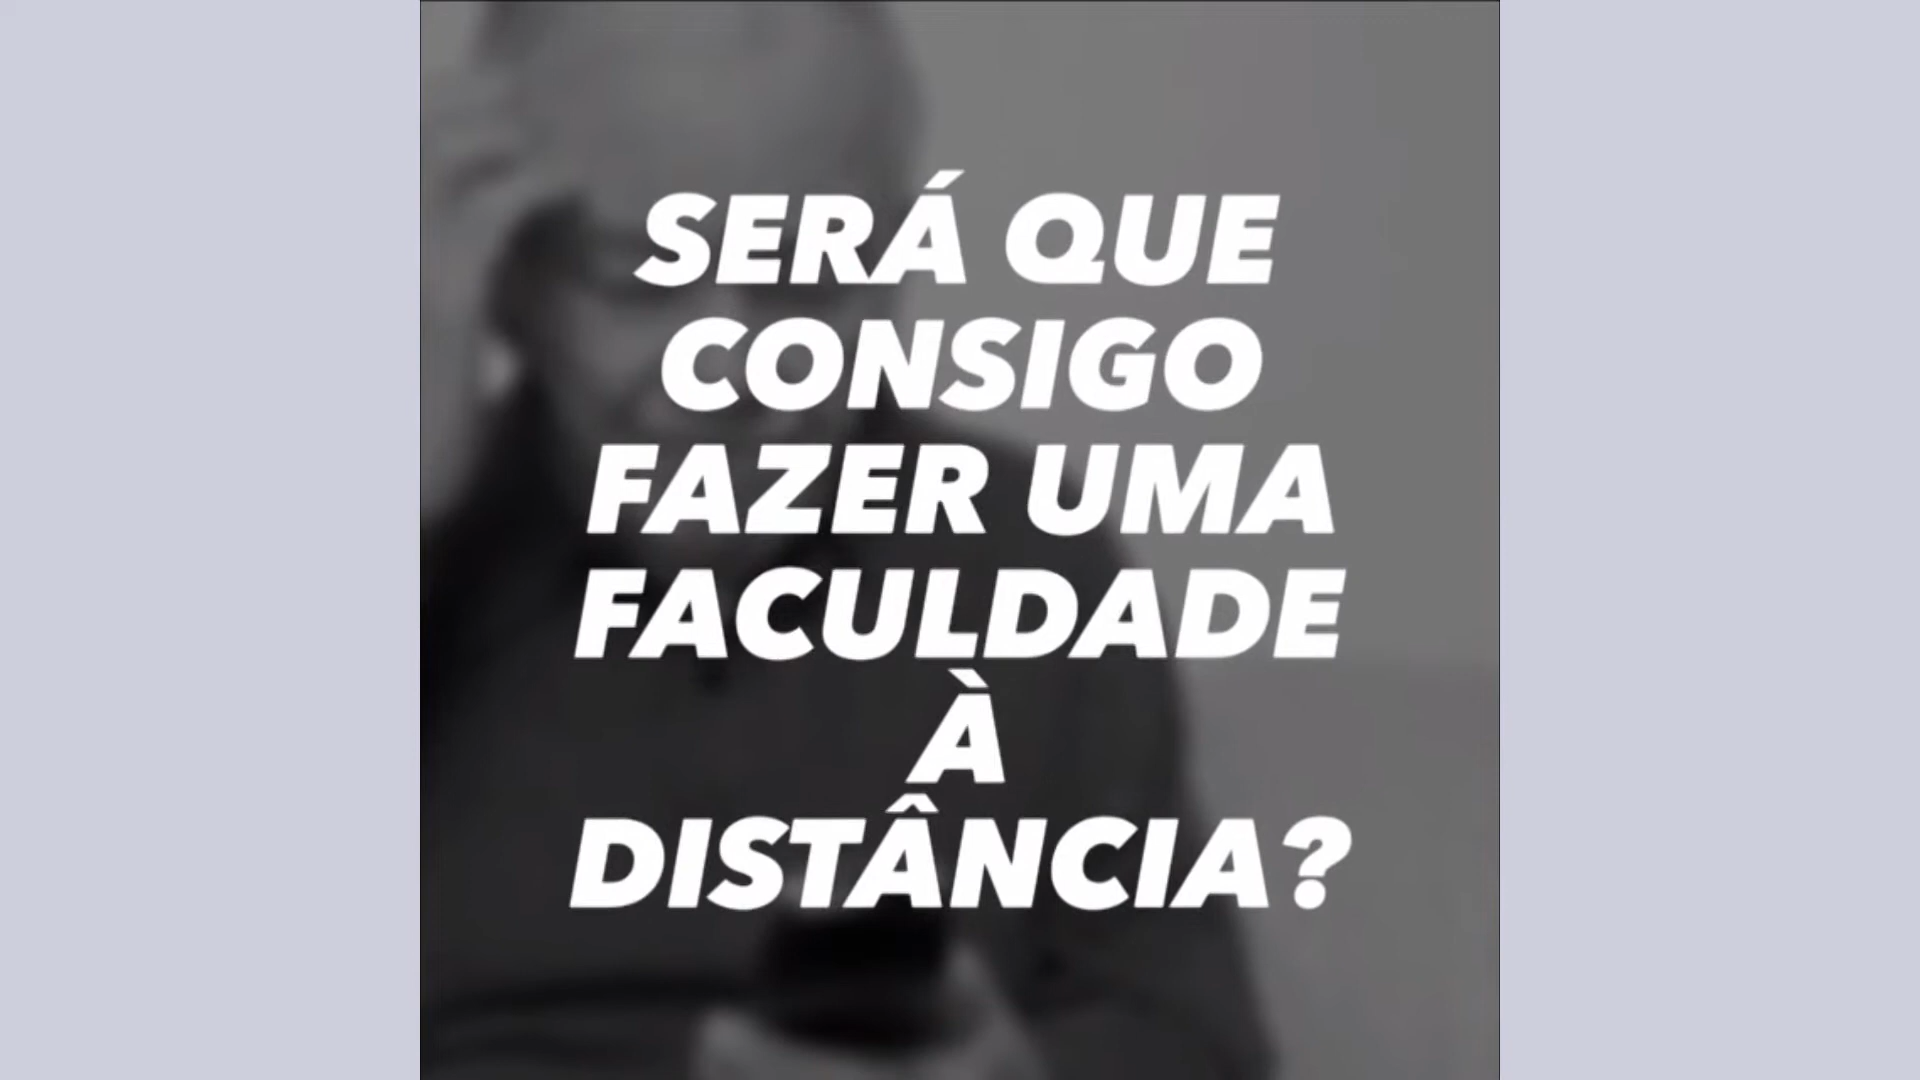 SERÁ QUE
CONSIGO
FAZER UMA
FACULDADE
À
DISTÂNCIA?